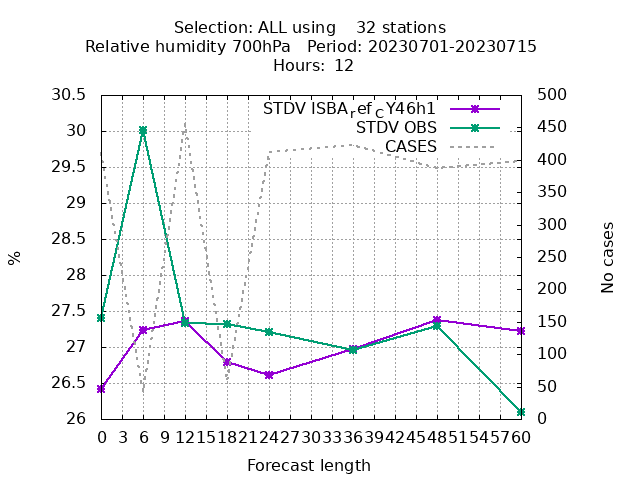 Selection: ALL using    32 stations
Relative humidity 700hPa   Period: 20230701-20230715
Hours:  12
STDV ISBA_ref_CY46h1
STDV OBS
CASES
30.5
30
29.5
29
28.5
28
27.5
27
26.5
26
%
500
450
400
350
300
250
200
150
100
50
0
No cases
0 3 6 9 12 15 18 21 24 27 30 33 36 39 42 45 48 51 54 57 60
Forecast length